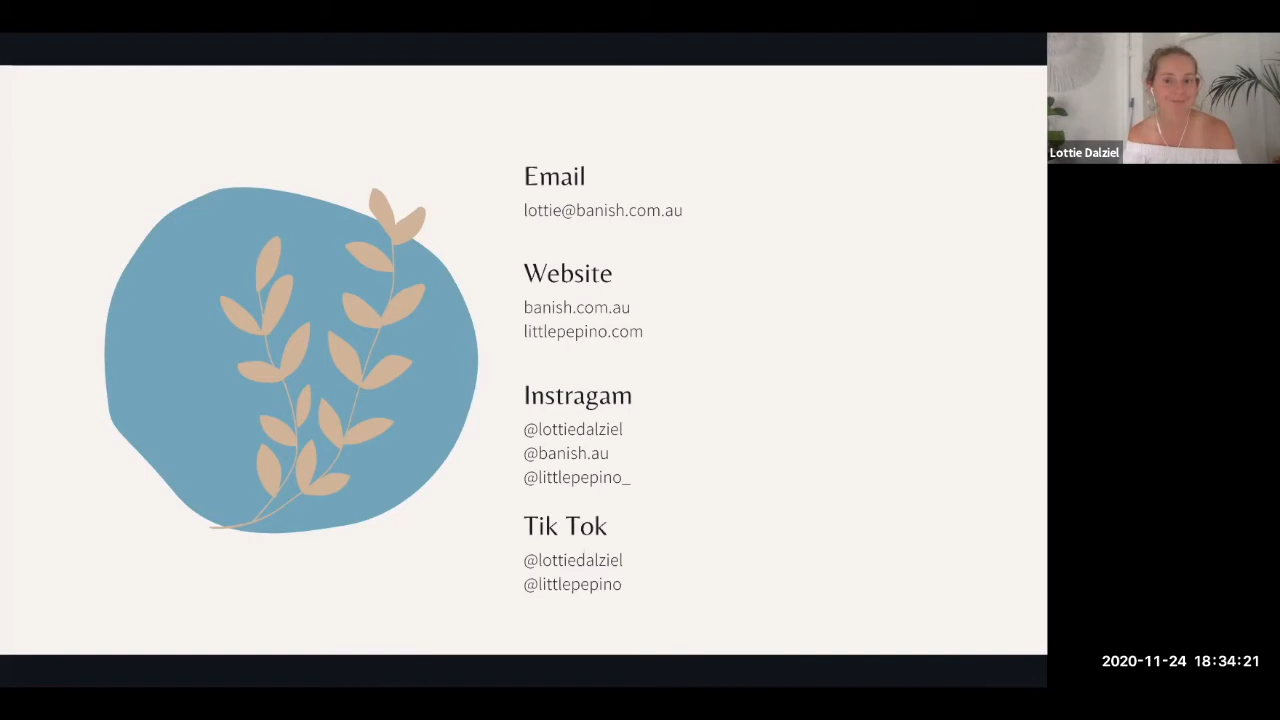 Email
lottie@banish.com.au
Website
banish.com.au
littlepepino.com
Instragam
@lottiedalziel
@banish.au
@littlepepino_
Tik Tok
@lottiedalziel
@littlepepino
Lottie Dalziel
2020-11-24 18:34:21